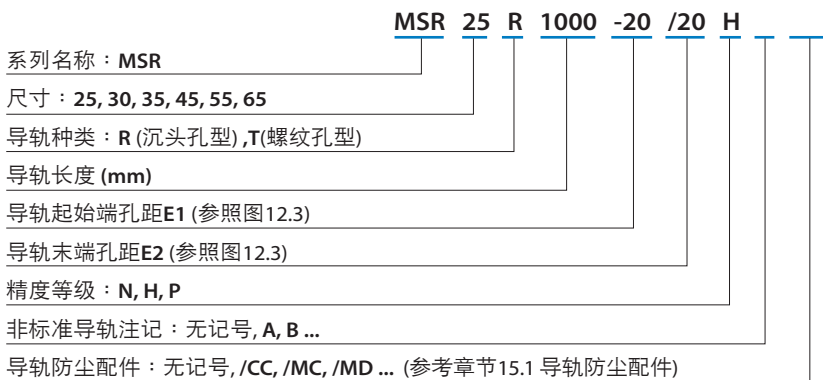 MSR 25 R 1000 -20 /20 H
系列名称：MSR
尺寸：25, 30, 35, 45, 55, 65
导轨种类：R (沉头孔型) ,T(螺纹孔型)
导轨长度 (mm)
导轨起始端孔距E1 (参照图12.3)
导轨末端孔距E2 (参照图12.3)
精度等级：N, H, P
非标准导轨注记：无记号, A, B ...
导轨防尘配件：无记号, /CC, /MC, /MD ... (参考章节15.1 导轨防尘配件)